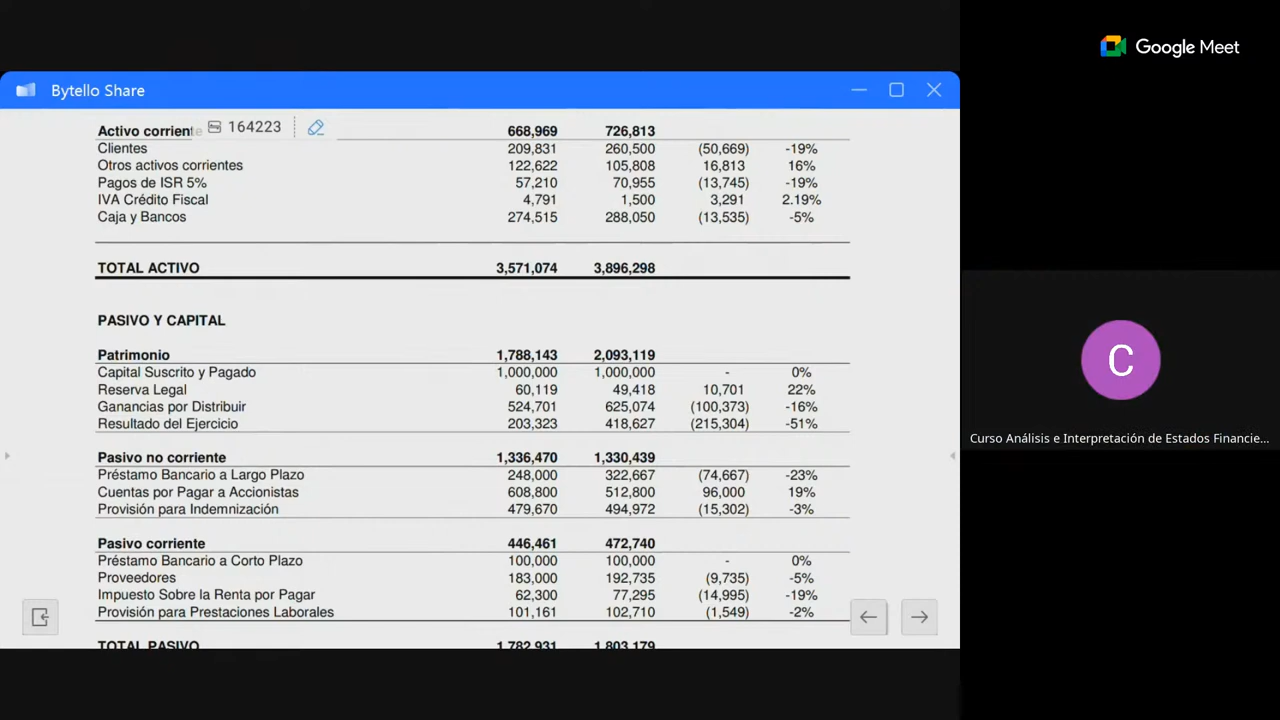 Google Meet
Bytello Share
164223
Activo corriente 668,969 726,813
Clientes 209,831 260,500 (50,669) -19%
Otros activos corrientes 122,622 105,808 16,813 16%
Pagos de ISR 5% 57,210 70,955 (13,745) -19%
IVA Crédito Fiscal 4,791 1,500 3,291 2.19%
Caja y Bancos 274,515 288,050 (13,535) -5%
TOTAL ACTIVO 3,571,074 3,896,298
PASIVO Y CAPITAL
Patrimonio 1,788,143 2,093,119
Capital Suscrito y Pagado 1,000,000 1,000,000 - 0%
Reserva Legal 60,119 49,418 10,701 22%
Ganancias por Distribuir 524,701 625,074 (100,373) -16%
Resultado del Ejercicio 203,323 418,627 (215,304) -51%
Pasivo no corriente 1,336,470 1,330,439
Préstamo Bancario a Largo Plazo 248,000 322,667 (74,667) -23%
Cuentas por Pagar a Accionistas 608,800 512,800 96,000 19%
Provisión para Indemnización 479,670 494,972 (15,302) -3%
Pasivo corriente 446,461 472,740
Préstamo Bancario a Corto Plazo 100,000 100,000 - 0%
Proveedores 183,000 192,735 (9,735) -5%
Impuesto Sobre la Renta por Pagar 62,300 77,295 (14,995) -19%
Provisión para Prestaciones Laborales 101,161 102,710 (1,549) -2%
TOTAL PASIVO 1,782,931 1,803,179
C
Curso Análisis e Interpretación de Estados Financie...